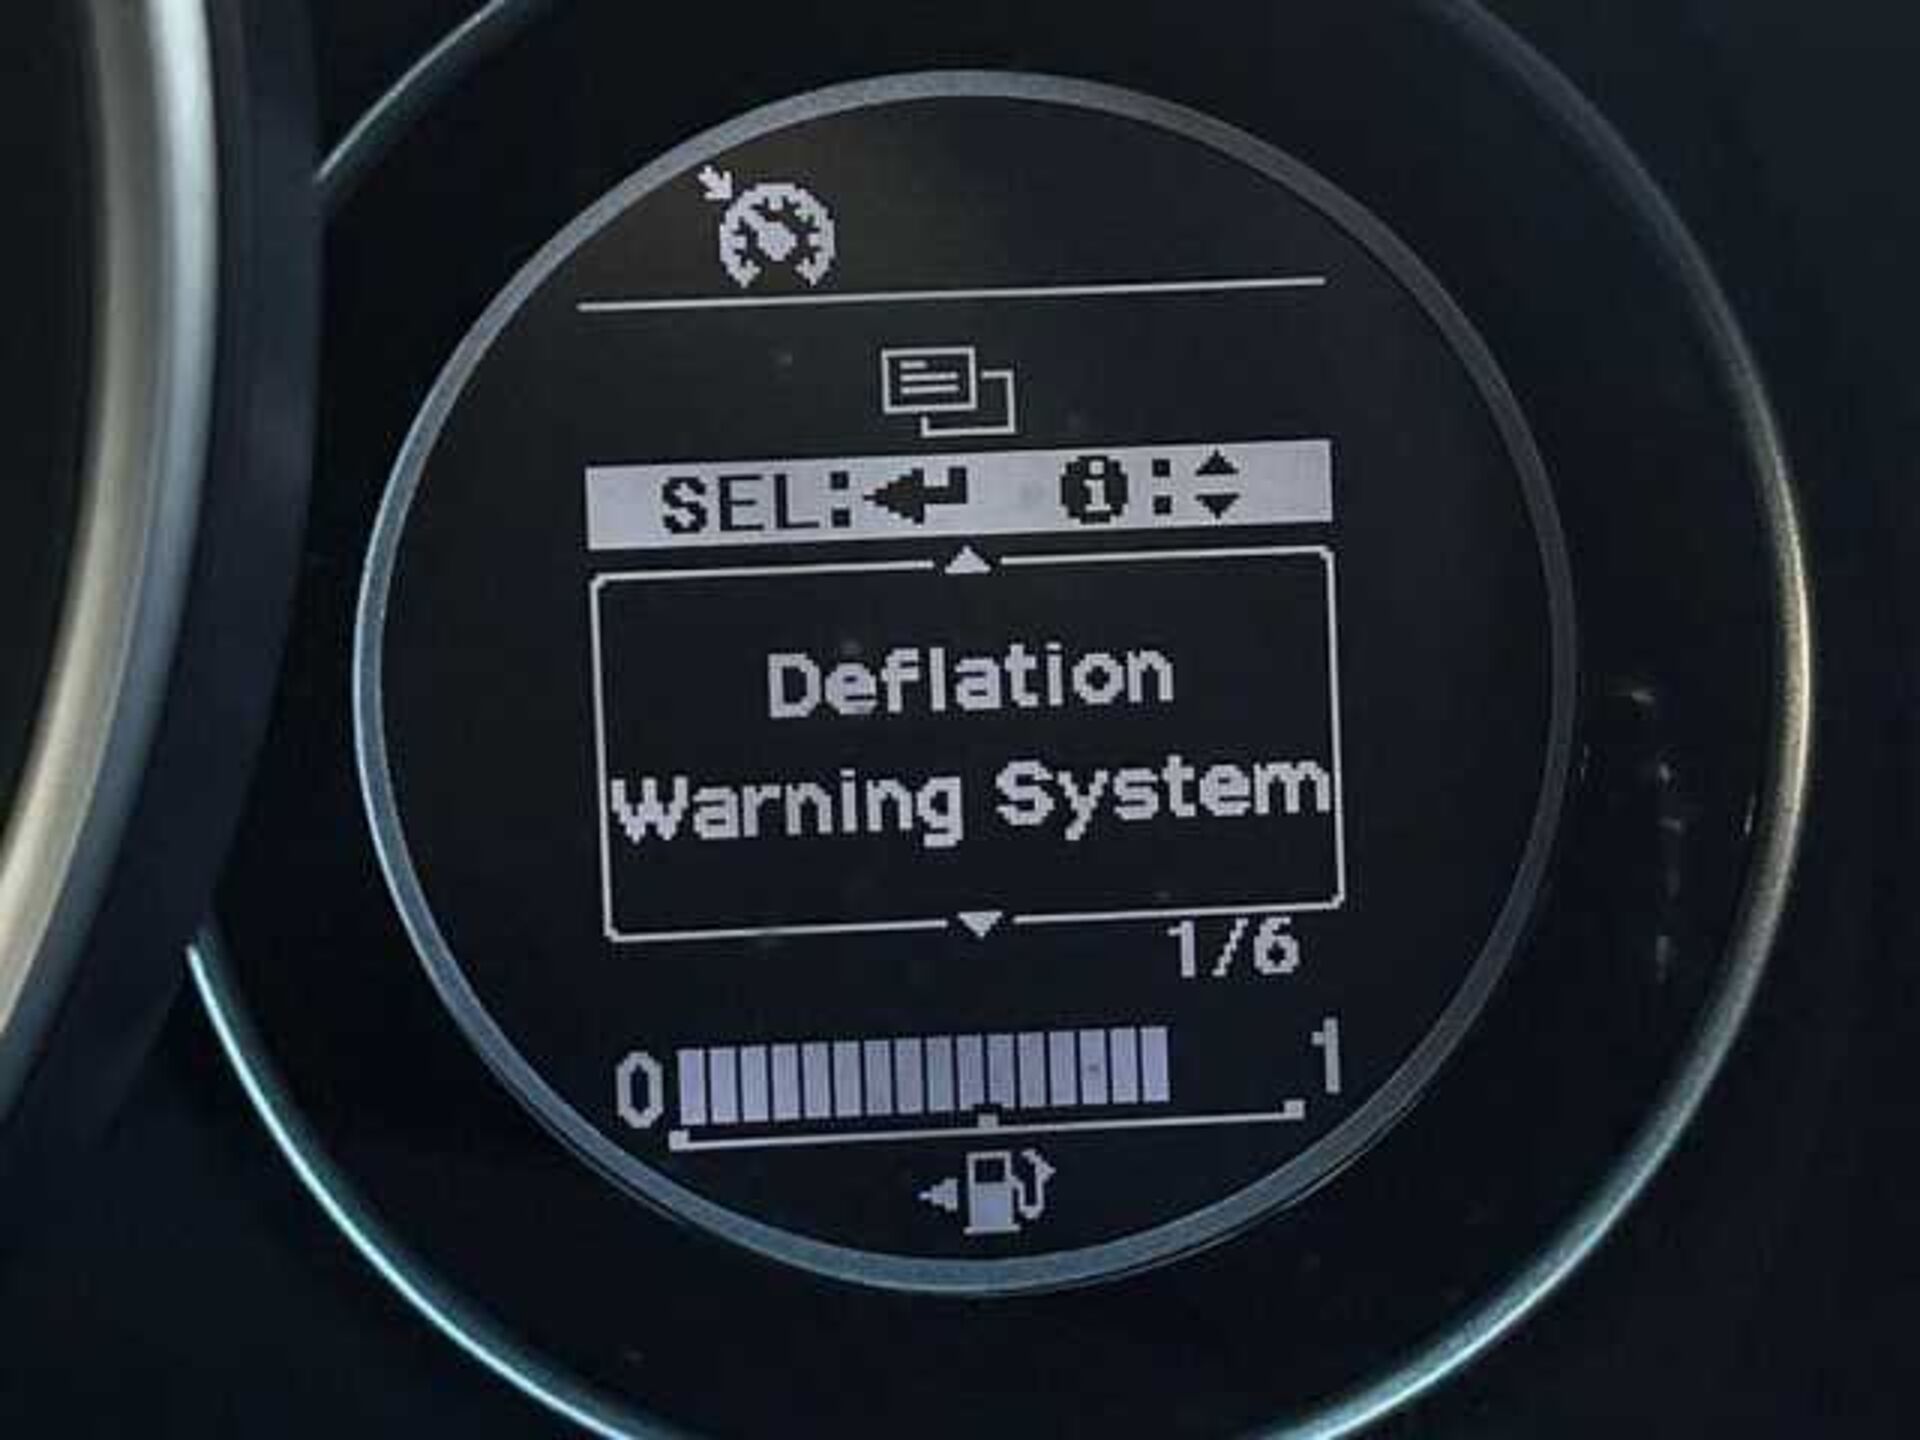 SEL: i :
Deflation
Warning System
1/6
0 1